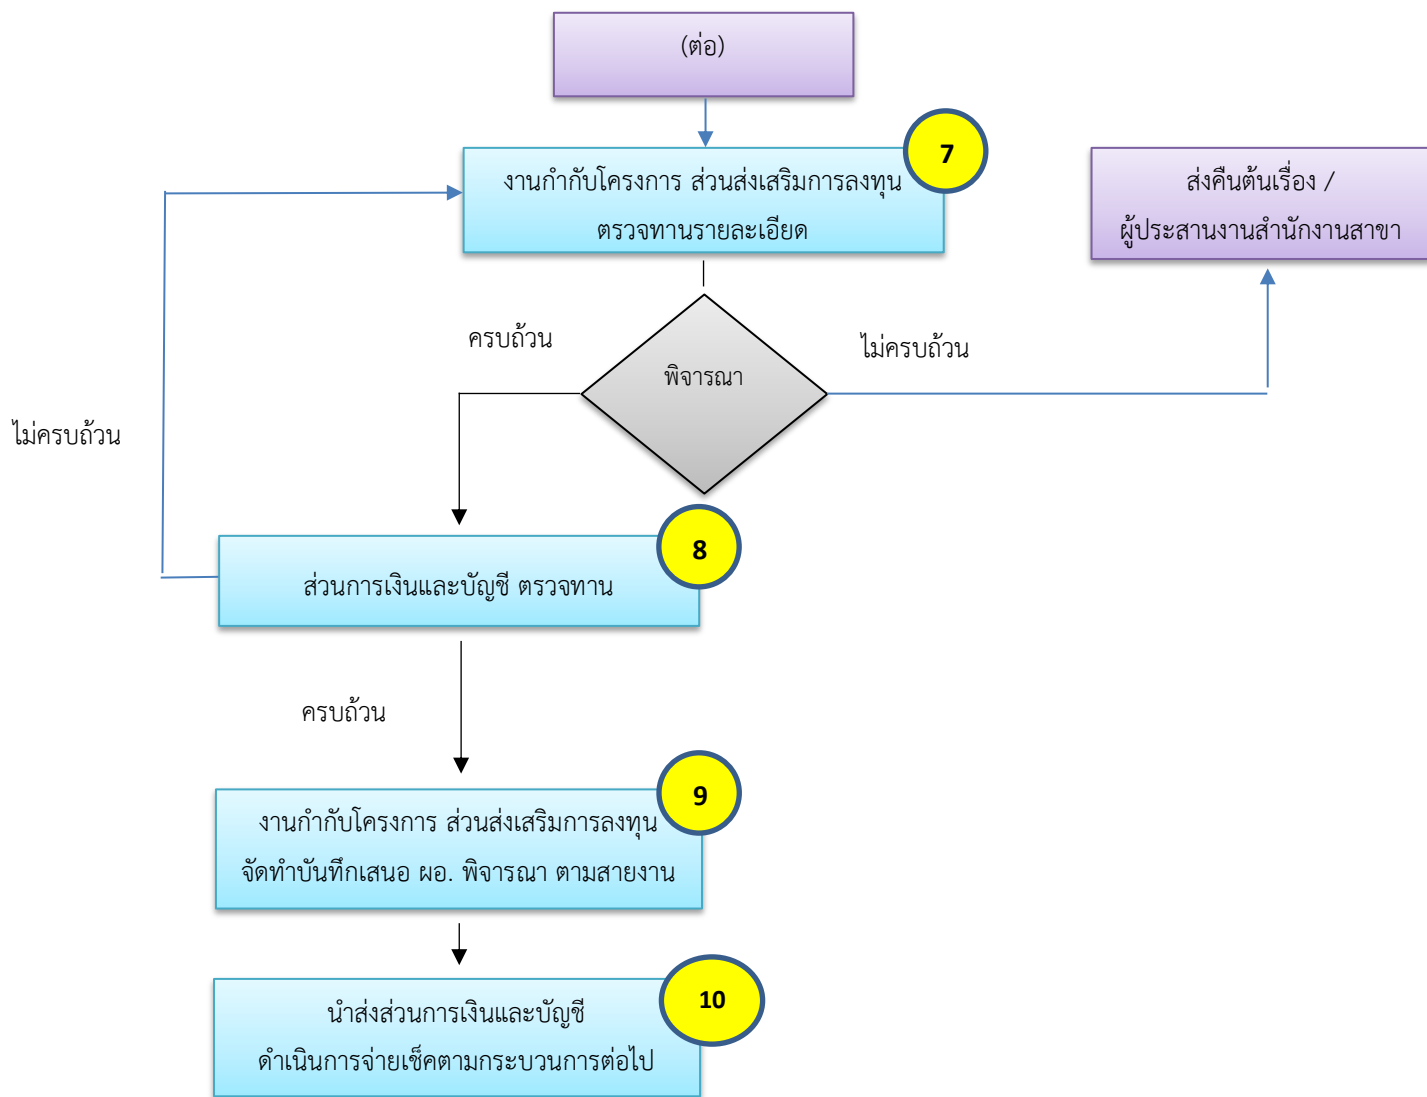 (ต่อ)
7
งานกำกับโครงการ ส่วนส่งเสริมการลงทุน
ตรวจทานรายละเอียด
ส่งคืนต้นเรื่อง /
ผู้ประสานงานสำนักงานสาขา
ครบถ้วน
ไม่ครบถ้วน
พิจารณา
ไม่ครบถ้วน
8
ส่วนการเงินและบัญชี ตรวจทาน
ครบถ้วน
9
งานกำกับโครงการ ส่วนส่งเสริมการลงทุน
จัดทำบันทึกเสนอ ผอ. พิจารณา ตามสายงาน
10
นำส่งส่วนการเงินและบัญชี
ดำเนินการจ่ายเช็คตามกระบวนการต่อไป